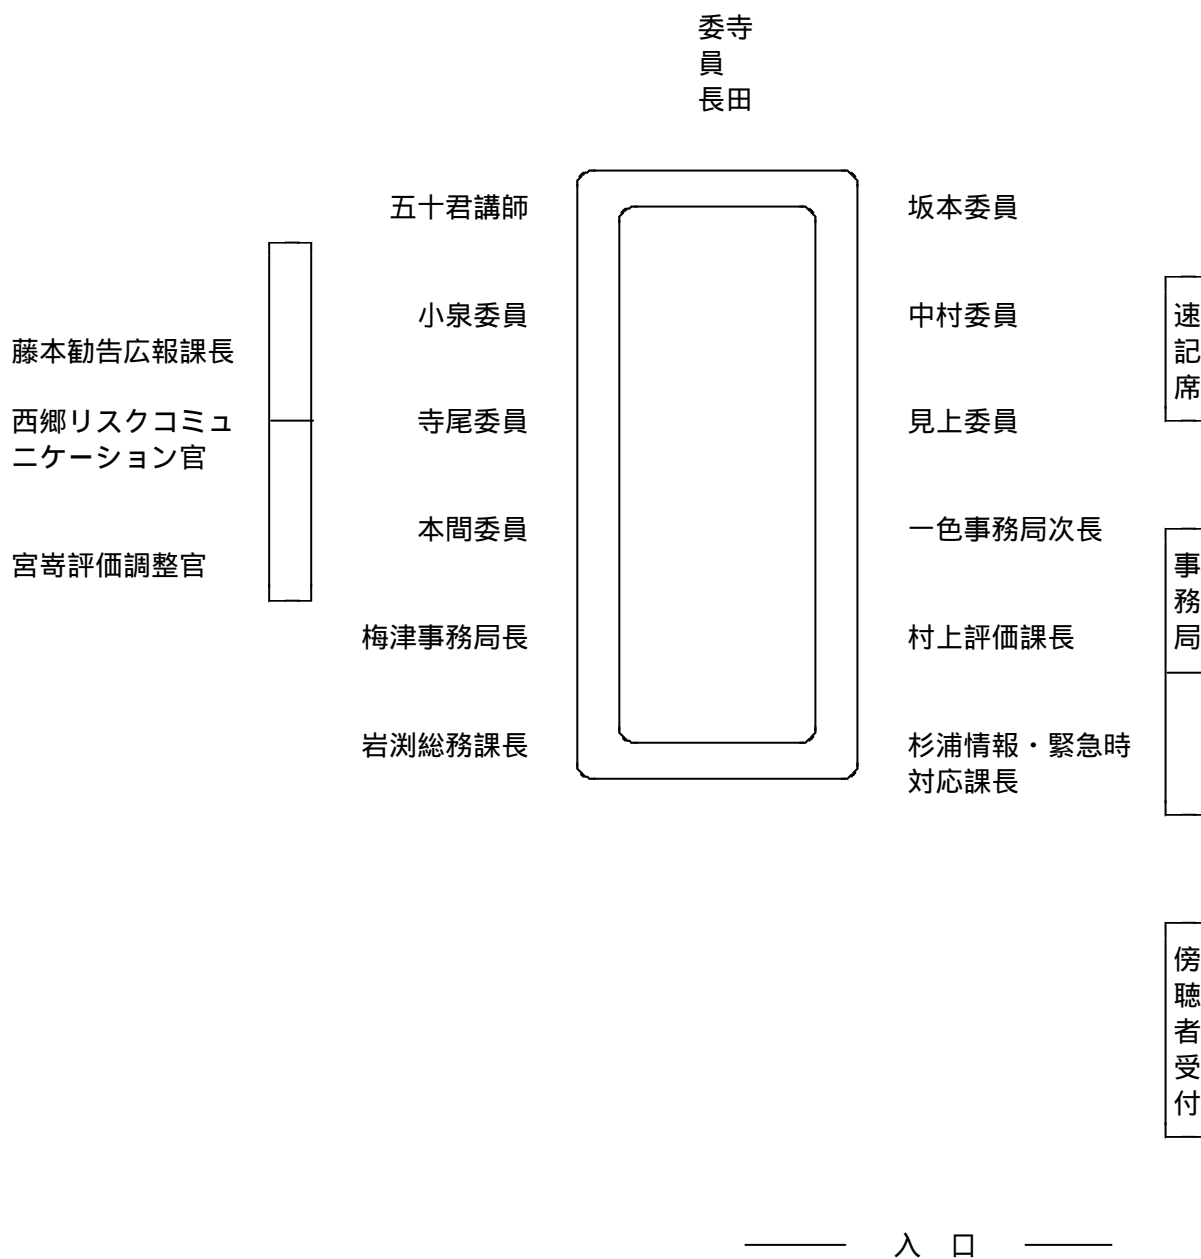 寺田
委員長
五十君講師
坂本委員
小泉委員
中村委員
速記席
藤本勧告広報課長
西郷リスクコミュ
ニケーション官
寺尾委員
見上委員
本間委員
一色事務局次長
宮嵜評価調整官
事務局
梅津事務局長
村上評価課長
岩渕総務課長
杉浦情報・緊急時
対応課長
傍聴者受付
入 口